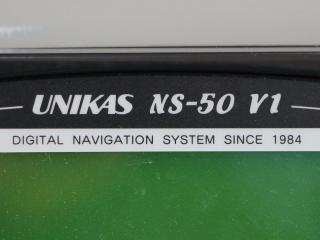 UNIKAS NS-50 V1
DIGITAL NAVIGATION SYSTEM SINCE 1984